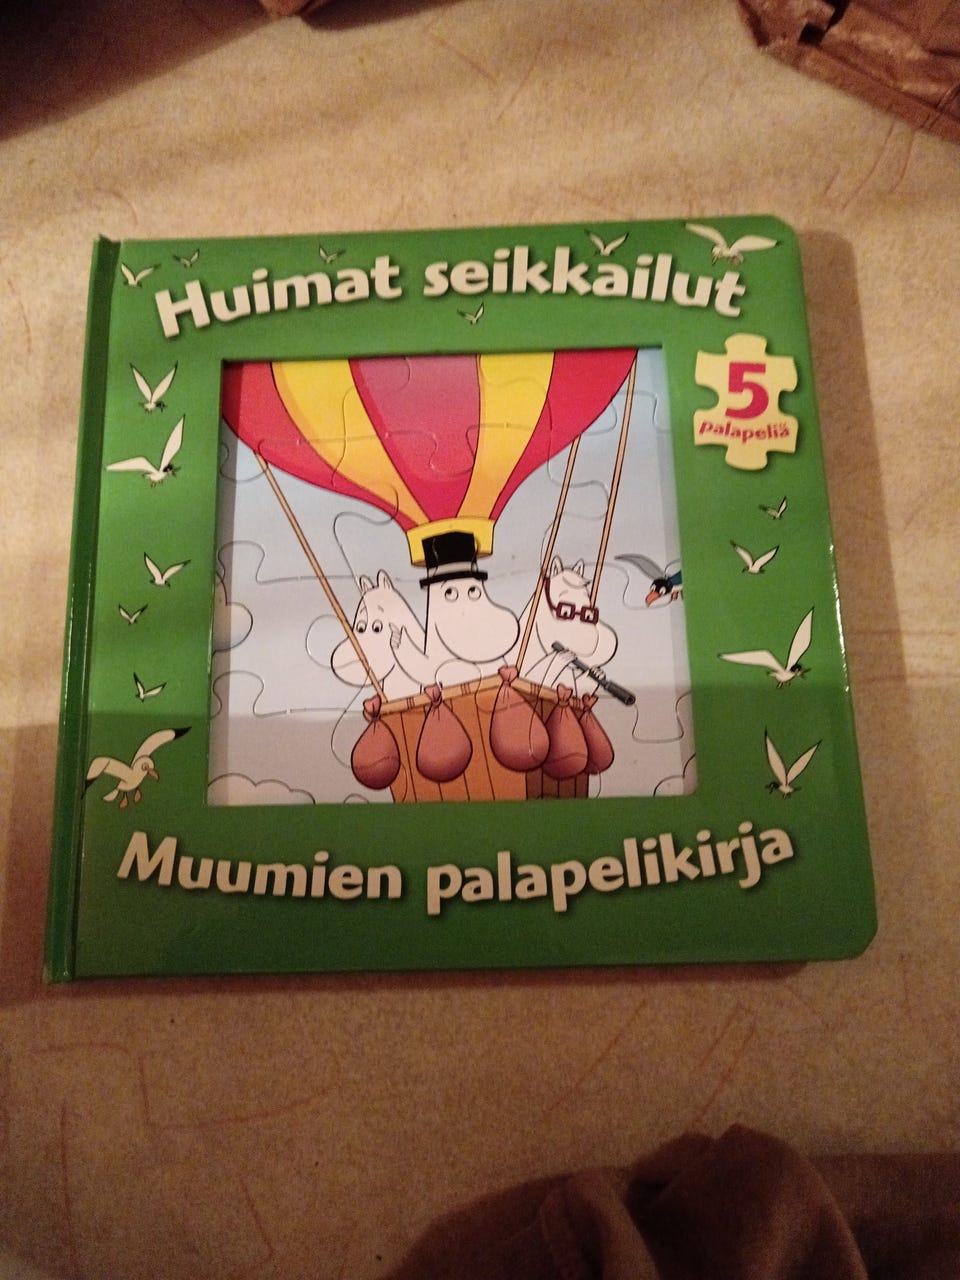 Huimat seikkailut
5
palapeliä
Muumien palapelikirja